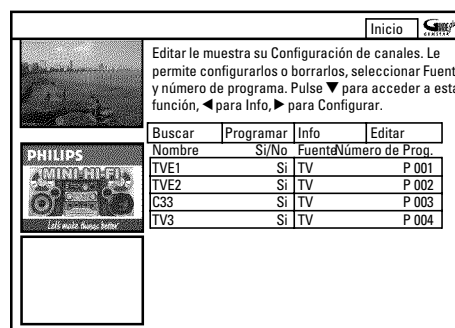 Inicio GUIDE Plus
GEMSTAR
Editar le muestra su Configuración de canales. Le
permite configurarlos o borrarlos, seleccionar Fuent
y número de programa. Pulse ▼ para acceder a esta
función, ◀ para Info, ▶ para Configurar.
Buscar Programar Info Editar
Nombre Si/No Fuente Número de Prog.
TVE1 Si TV P 001
TVE2 Si TV P 002
C33 Si TV P 003
TV3 Si TV P 004
PHILIPS
MINI-HI-FI
Let's make things better